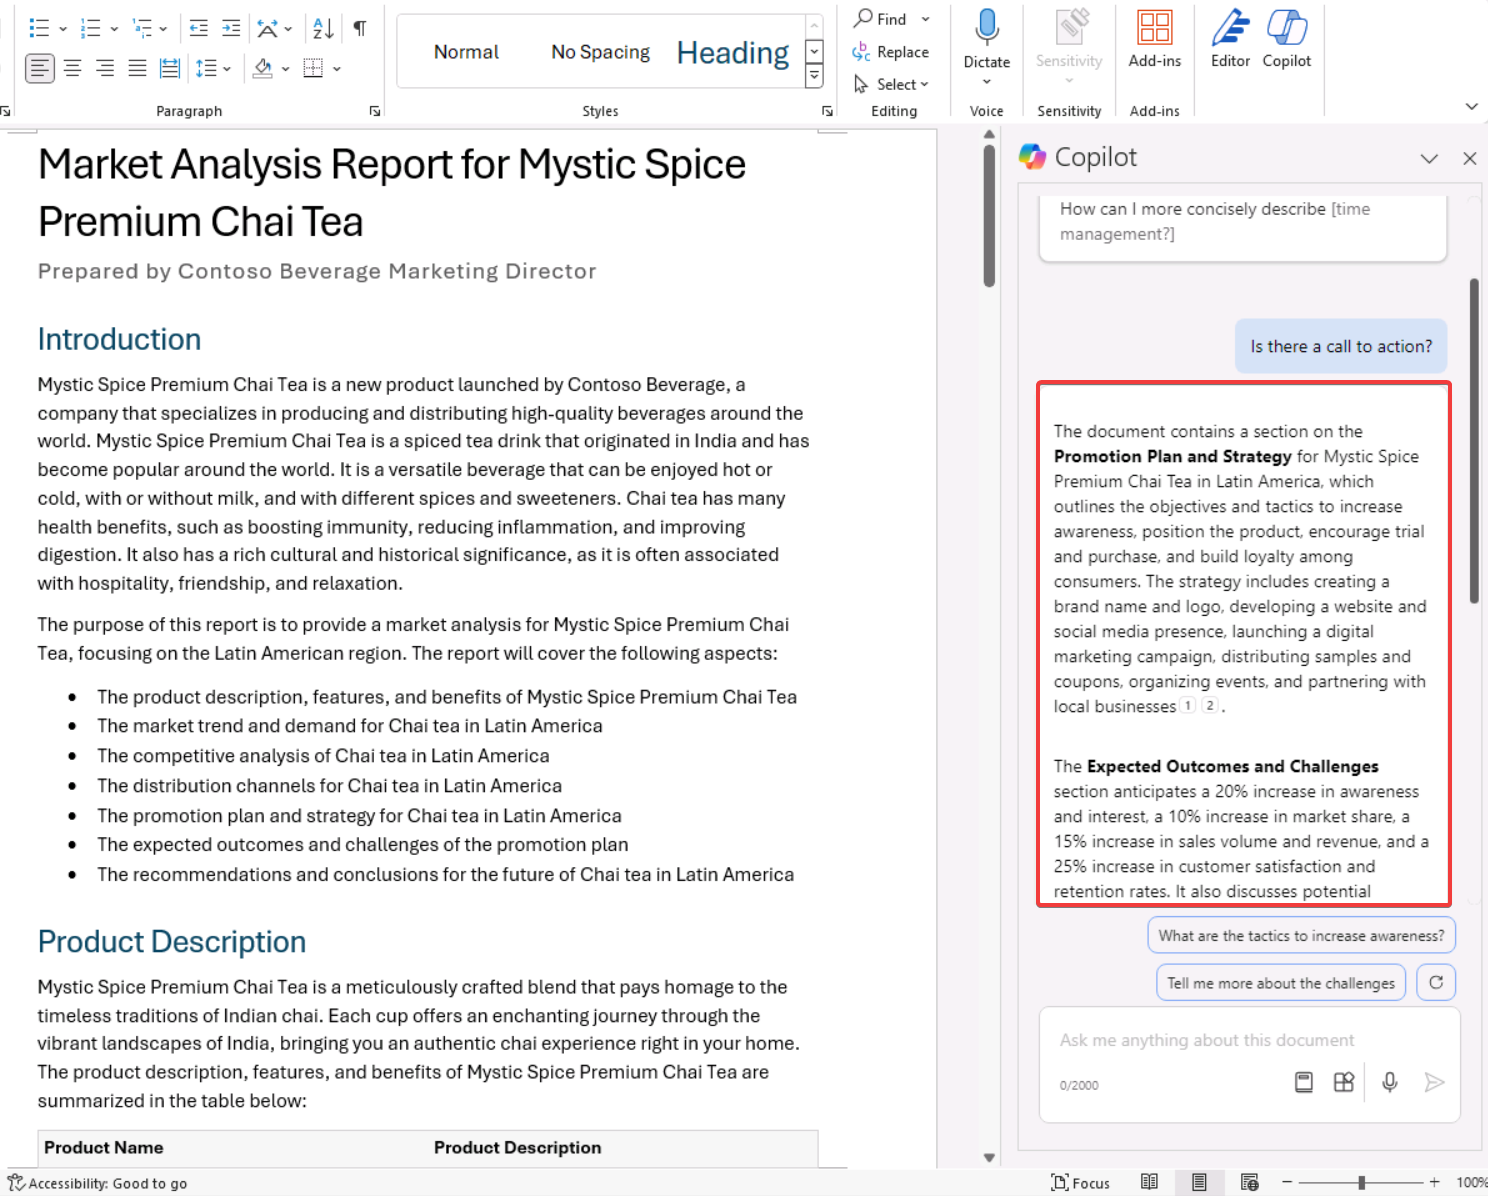 Normal
No Spacing
Heading
Find
Replace
Select
Dictate
Sensitivity
Add-ins
Editor
Copilot
Paragraph
Styles
Editing
Voice
Sensitivity
Add-ins
Market Analysis Report for Mystic Spice
Premium Chai Tea
Prepared by Contoso Beverage Marketing Director
Introduction
Mystic Spice Premium Chai Tea is a new product launched by Contoso Beverage, a
company that specializes in producing and distributing high-quality beverages around the
world. Mystic Spice Premium Chai Tea is a spiced tea drink that originated in India and has
become popular around the world. It is a versatile beverage that can be enjoyed hot or
cold, with or without milk, and with different spices and sweeteners. Chai tea has many
health benefits, such as boosting immunity, reducing inflammation, and improving
digestion. It also has a rich cultural and historical significance, as it is often associated
with hospitality, friendship, and relaxation.
The purpose of this report is to provide a market analysis for Mystic Spice Premium Chai
Tea, focusing on the Latin American region. The report will cover the following aspects:
• The product description, features, and benefits of Mystic Spice Premium Chai Tea
• The market trend and demand for Chai tea in Latin America
• The competitive analysis of Chai tea in Latin America
• The distribution channels for Chai tea in Latin America
• The promotion plan and strategy for Chai tea in Latin America
• The expected outcomes and challenges of the promotion plan
• The recommendations and conclusions for the future of Chai tea in Latin America
Product Description
Mystic Spice Premium Chai Tea is a meticulously crafted blend that pays homage to the
timeless traditions of Indian chai. Each cup offers an enchanting journey through the
vibrant landscapes of India, bringing you an authentic chai experience right in your home.
The product description, features, and benefits of Mystic Spice Premium Chai Tea are
summarized in the table below:
Product Name Product Description
Copilot
How can I more concisely describe [time
management?]
Is there a call to action?
The document contains a section on the
Promotion Plan and Strategy for Mystic Spice
Premium Chai Tea in Latin America, which
outlines the objectives and tactics to increase
awareness, position the product, encourage trial
and purchase, and build loyalty among
consumers. The strategy includes creating a
brand name and logo, developing a website and
social media presence, launching a digital
marketing campaign, distributing samples and
coupons, organizing events, and partnering with
local businesses 1 2 .
The Expected Outcomes and Challenges
section anticipates a 20% increase in awareness
and interest, a 10% increase in market share, a
15% increase in sales volume and revenue, and a
25% increase in customer satisfaction and
retention rates. It also discusses potential
What are the tactics to increase awareness?
Tell me more about the challenges
Ask me anything about this document
0/2000
Accessibility: Good to go
Focus
100%